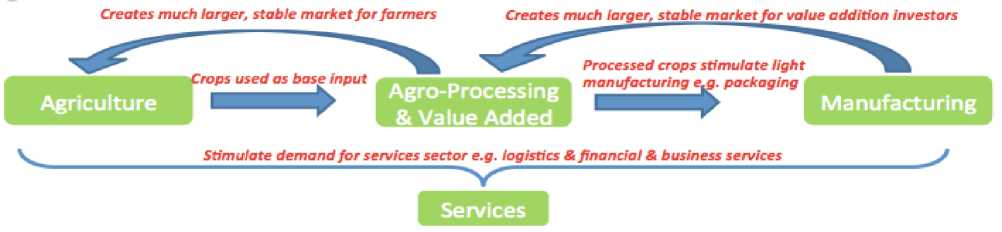 Creates much larger, stable market for farmers
Creates much larger, stable market for value addition investors
Agriculture
Crops used as base input
Agro-Processing
& Value Added
Processed crops stimulate light
manufacturing e.g. packaging
Manufacturing
Stimulate demand for services sector e.g. logistics & financial & business services
Services